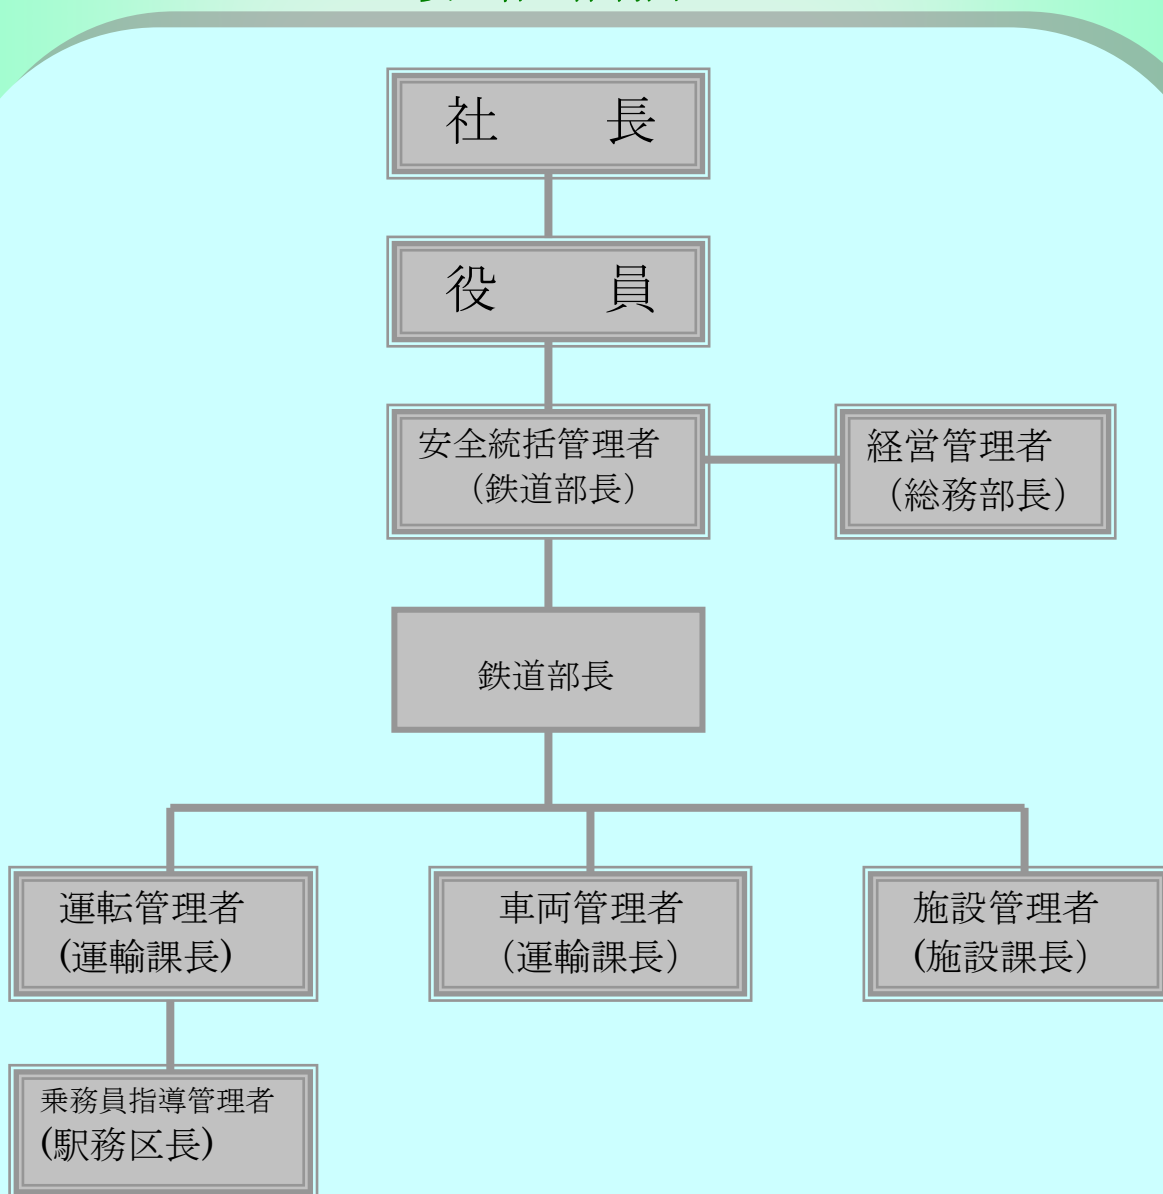 社　　長
役　　員
安全統括管理者
（鉄道部長）
経営管理者
（総務部長）
鉄道部長
運転管理者
(運輸課長)
車両管理者
（運輸課長）
施設管理者
(施設課長）
乗務員指導管理者
(駅務区長)